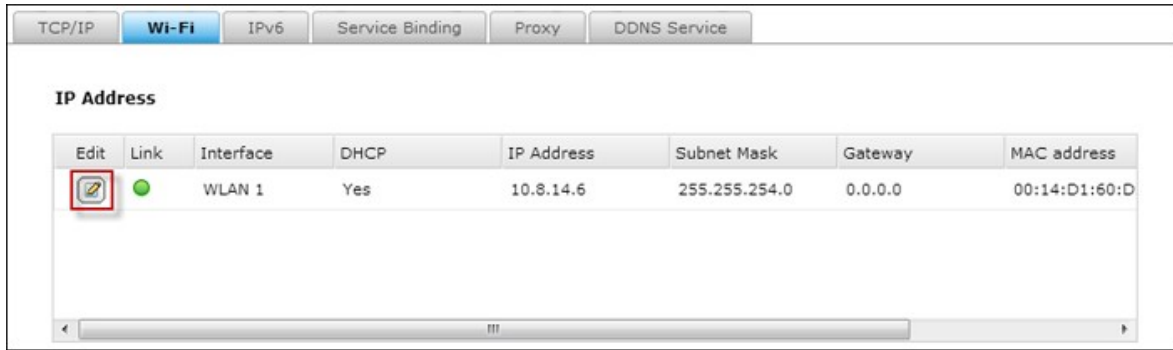 TCP/IP Wi-Fi IPv6 Service Binding Proxy DDNS Service
IP Address
Edit Link Interface DHCP IP Address Subnet Mask Gateway MAC address
WLAN 1 Yes 10.8.14.6 255.255.254.0 0.0.0.0 00:14:D1:60:D